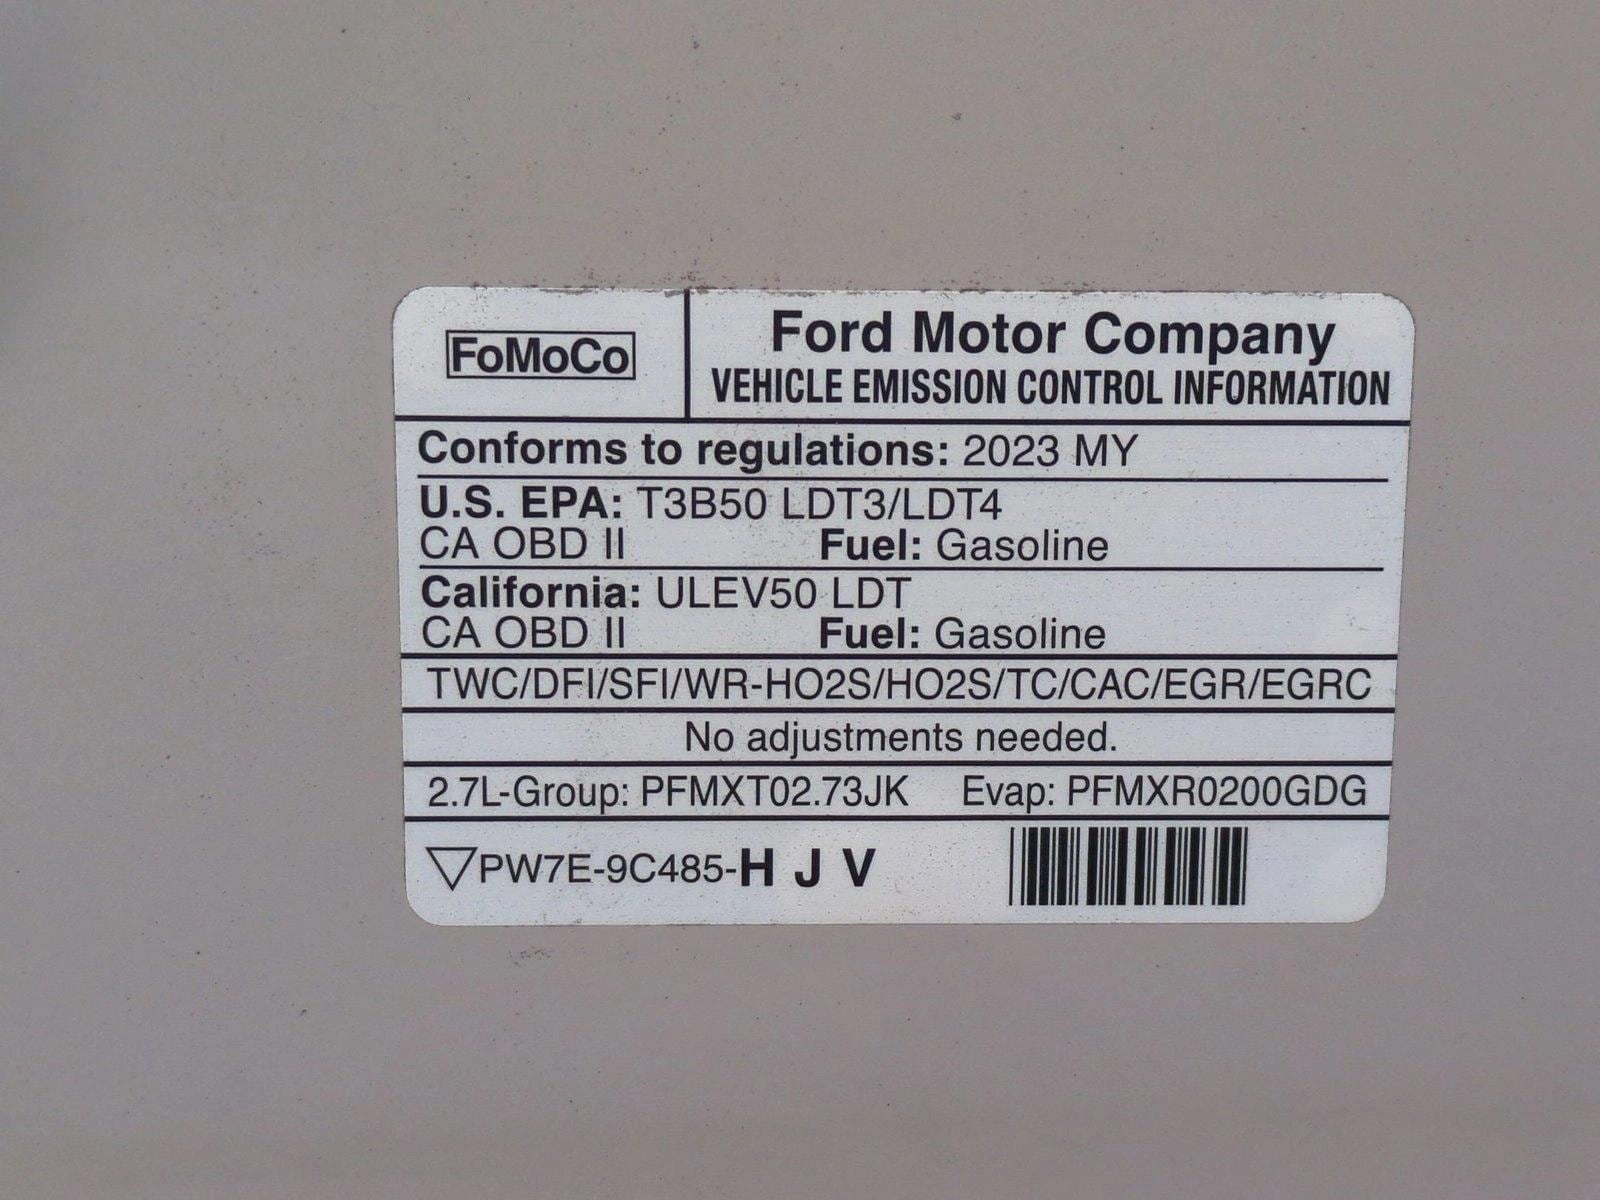 FoMoCo
Ford Motor Company
VEHICLE EMISSION CONTROL INFORMATION
Conforms to regulations: 2023 MY
U.S. EPA: T3B50 LDT3/LDT4
CA OBD II Fuel: Gasoline
California: ULEV50 LDT
CA OBD II Fuel: Gasoline
TWC/DFI/SFI/WR-HO2S/HO2S/TC/CAC/EGR/EGRC
No adjustments needed.
2.7L-Group: PFMXT02.73JK Evap: PFMXR0200GDG
PW7E-9C485-H J V